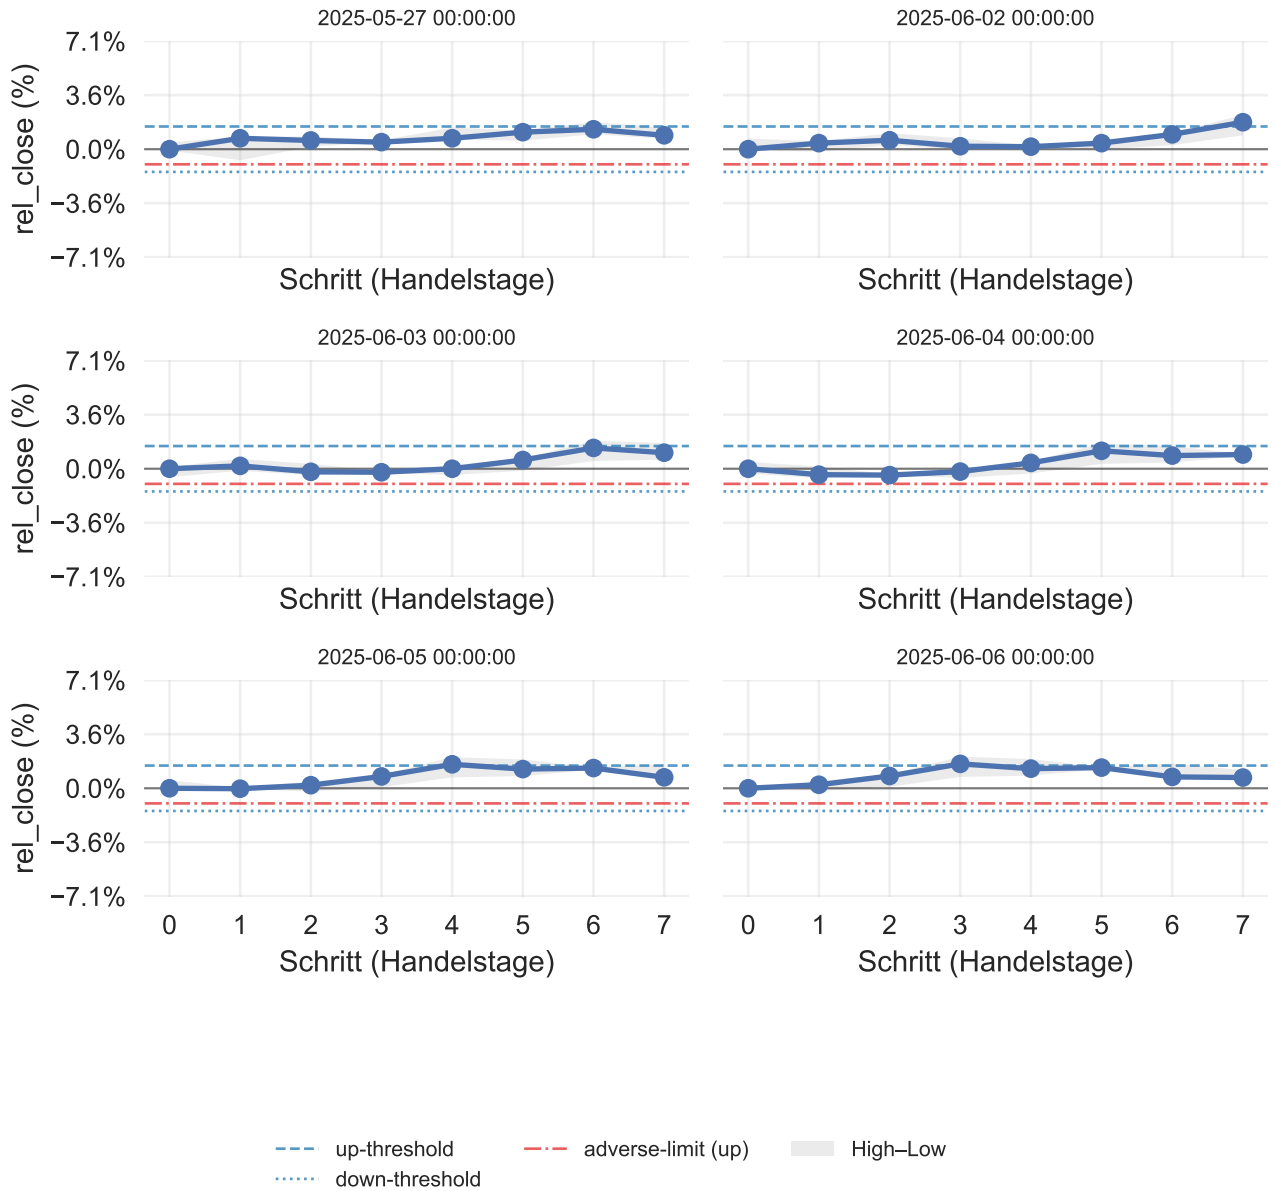 2025-05-27 00:00:00
2025-06-02 00:00:00
7.1%
3.6%
0.0%
−3.6%
−7.1%
rel_close (%)
Schritt (Handelstage)
Schritt (Handelstage)
2025-06-03 00:00:00
2025-06-04 00:00:00
7.1%
3.6%
0.0%
−3.6%
−7.1%
rel_close (%)
Schritt (Handelstage)
Schritt (Handelstage)
2025-06-05 00:00:00
2025-06-06 00:00:00
7.1%
3.6%
0.0%
−3.6%
−7.1%
rel_close (%)
0 1 2 3 4 5 6 7
0 1 2 3 4 5 6 7
Schritt (Handelstage)
Schritt (Handelstage)
up-threshold
adverse-limit (up)
High–Low
down-threshold